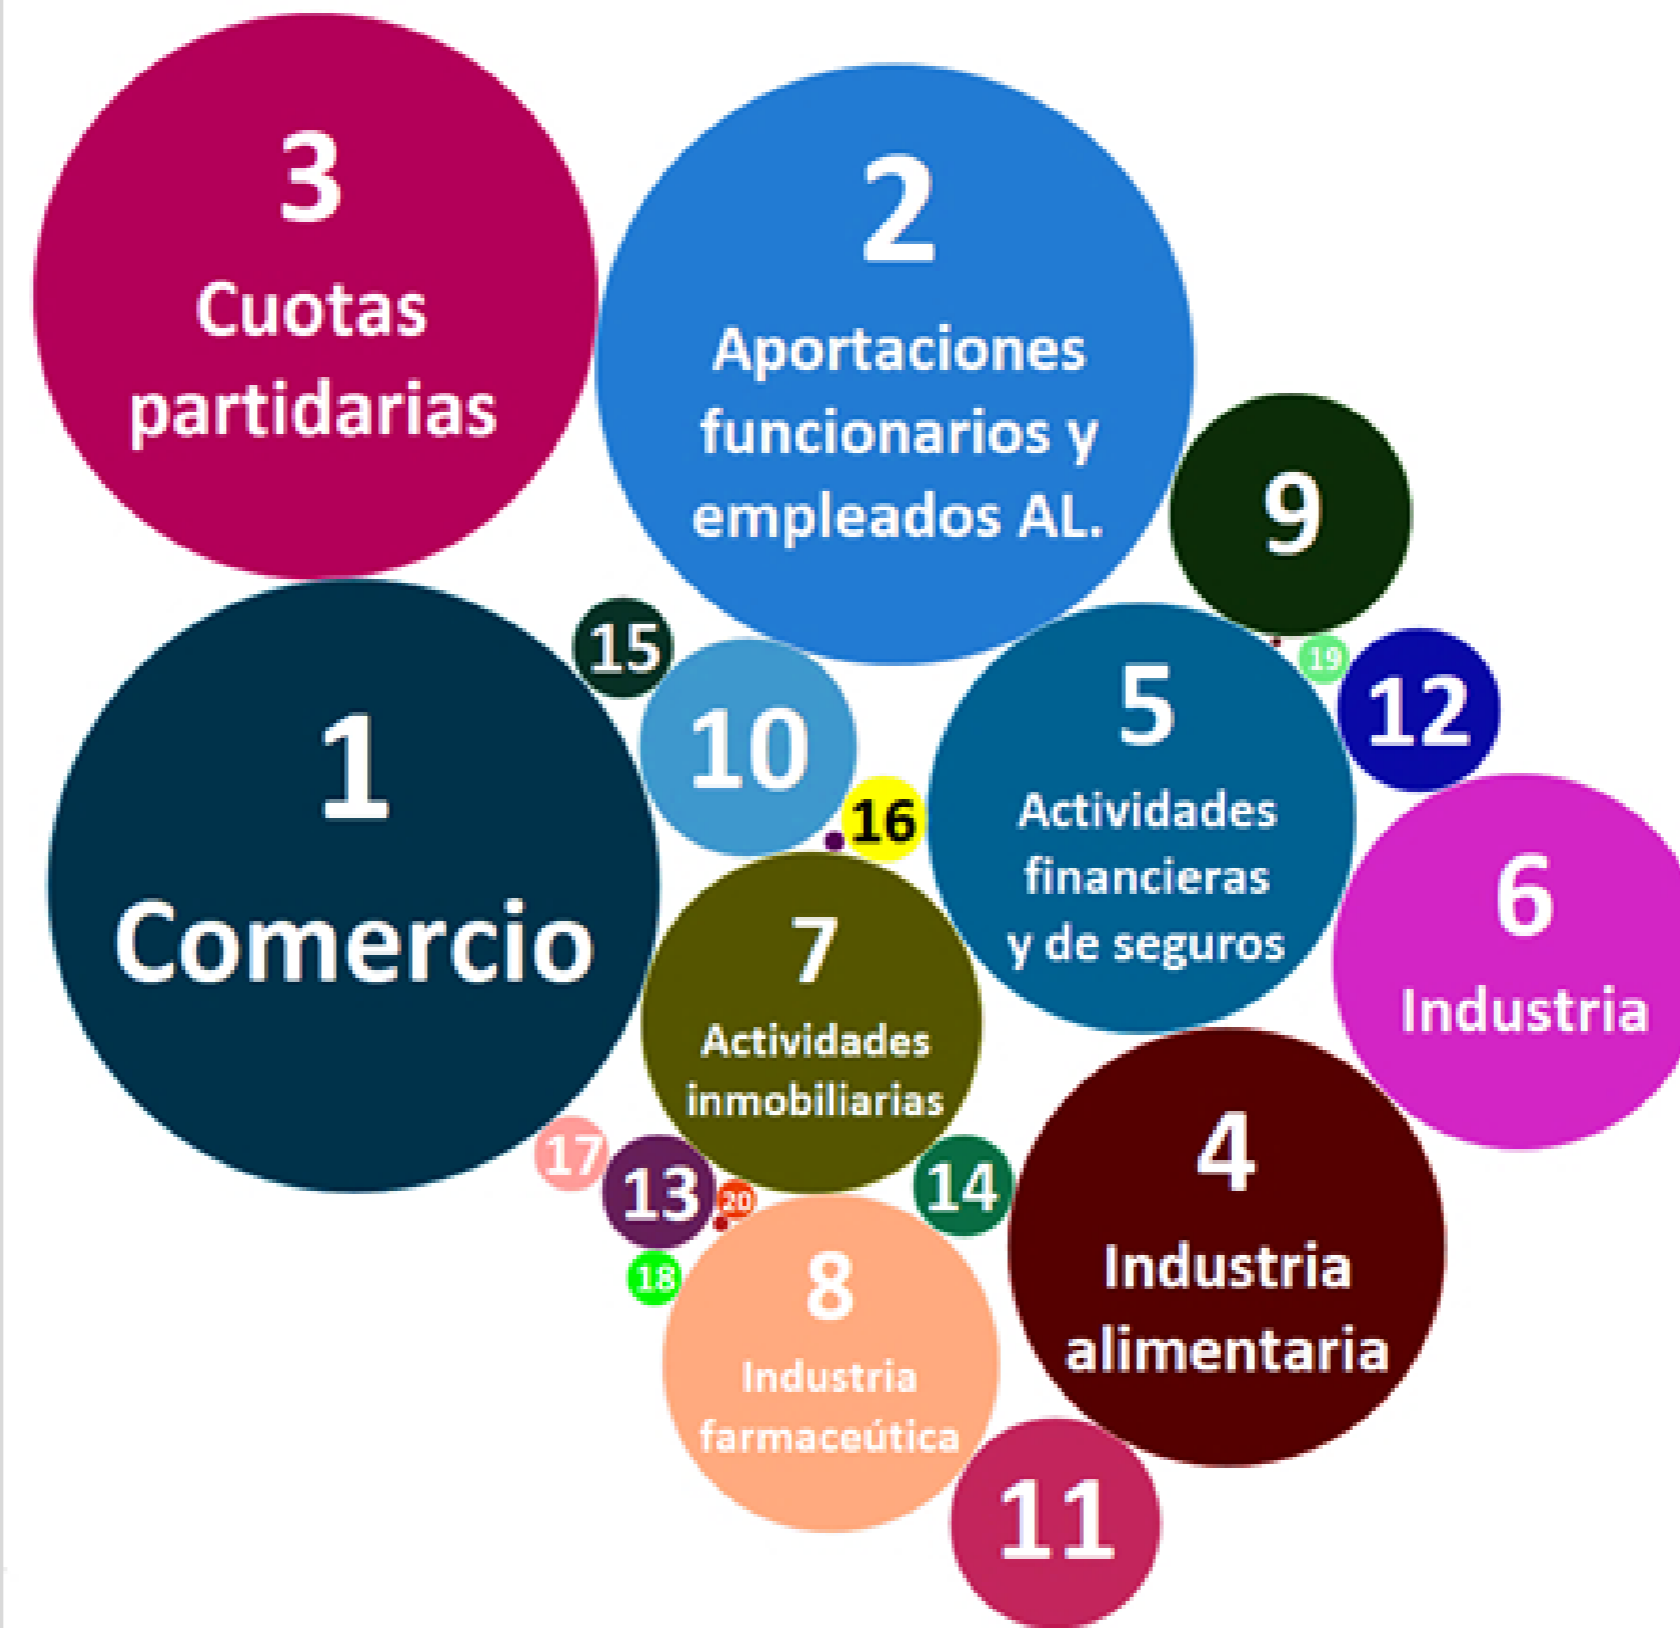 3
Cuotas
partidarias
2
Aportaciones
funcionarios y
empleados AL.
9
15
10
19
12
1
Comercio
5
Actividades
financieras
y de seguros
16
6
Industria
7
Actividades
inmobiliarias
17
13
20
14
4
Industria
alimentaria
18
8
Industria
farmaceútica
11